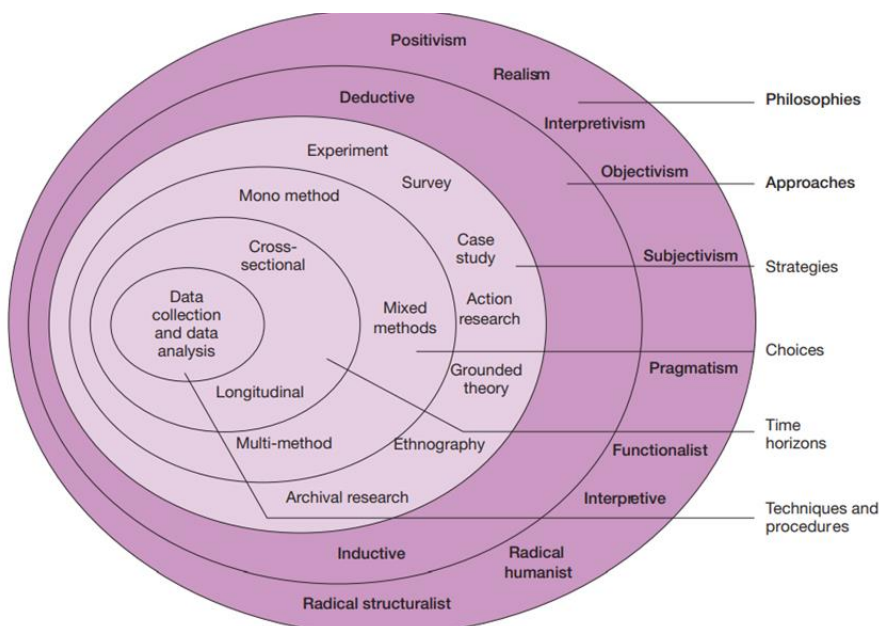 Positivism
Realism
Philosophies
Deductive
Interpretivism
Experiment
Objectivism
Approaches
Survey
Mono method
Cross-
sectional
Case
study
Subjectivism
Strategies
Data
collection
and data
analysis
Mixed
methods
Action
research
Choices
Grounded
theory
Pragmatism
Longitudinal
Time
horizons
Multi-method
Ethnography
Functionalist
Archival research
Interpretive
Techniques and
procedures
Inductive
Radical
humanist
Radical structuralist